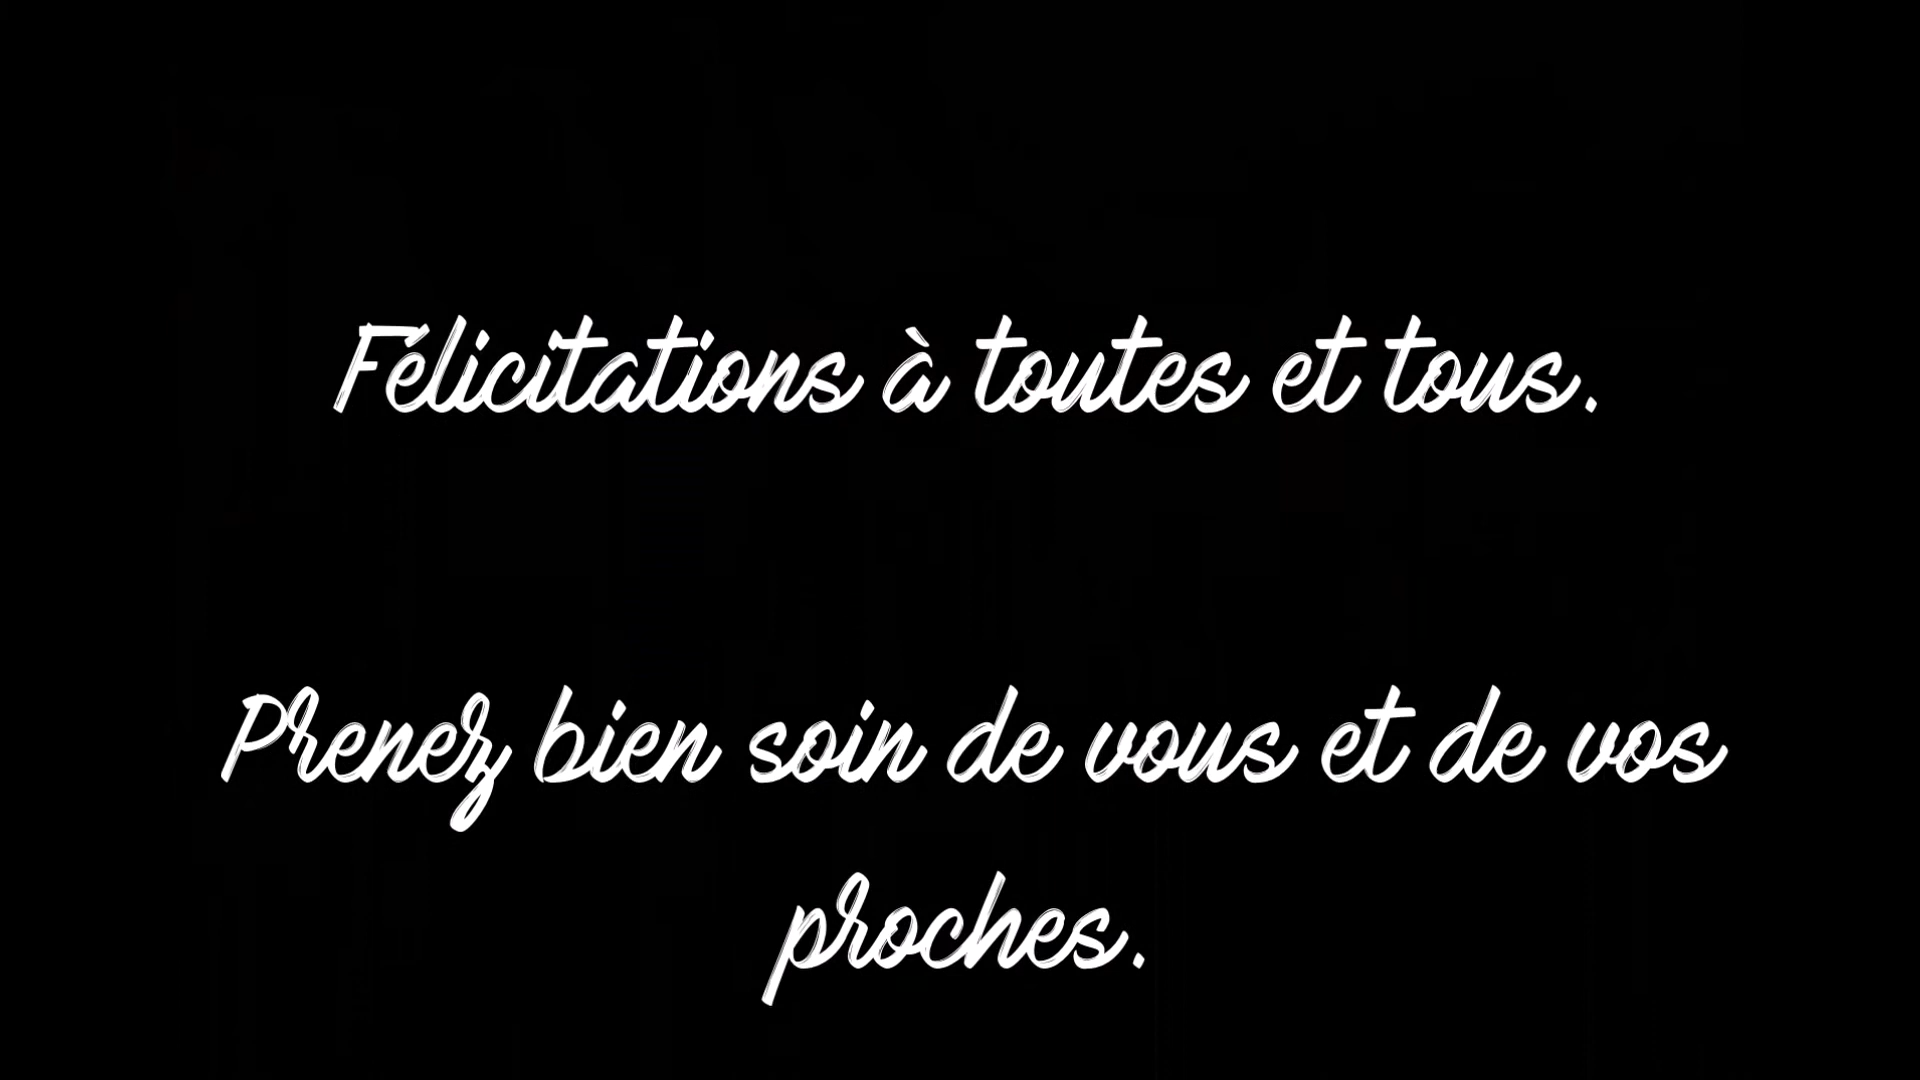 Félicitations à toutes et tous.
Prenez bien soin de vous et de vos
proches.